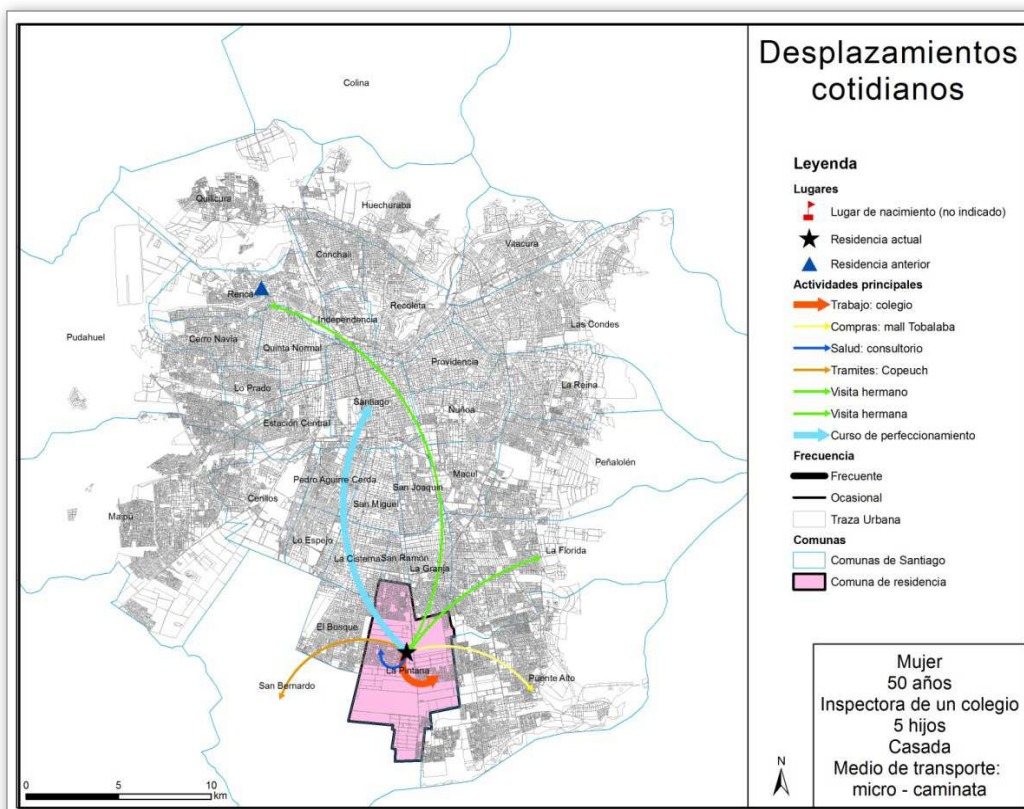 Desplazamientos
cotidianos
Leyenda
Lugares
Lugar de nacimiento (no indicado)
Residencia actual
Residencia anterior
Actividades principales
Trabajo: colegio
Compras: mall Tobalaba
Salud: consultorio
Tramites: Copeuch
Visita hermano
Visita hermana
Curso de perfeccionamiento
Frecuencia
Frecuente
Ocasional
Traza Urbana
Comunas
Comunas de Santiago
Comuna de residencia
Mujer
50 años
Inspectora de un colegio
5 hijos
Casada
Medio de transporte:
micro - caminata
N
Colina
Quilicura
Huechuraba
Vitacura
Conchalí
Renca
Recoleta
Independencia
Las Condes
Pudahuel
Cerro Navia
Quinta Normal
Providencia
Lo Prado
La Reina
Santiago
Ñuñoa
Estación Central
Peñalolén
Macul
Pedro Aguirre Cerda
San Joaquín
Cerrillos
San Miguel
Maipú
Lo Espejo
La Cisterna
San Ramón
La Florida
La Granja
El Bosque
La Pintana
San Bernardo
Puente Alto
0 5 10
km